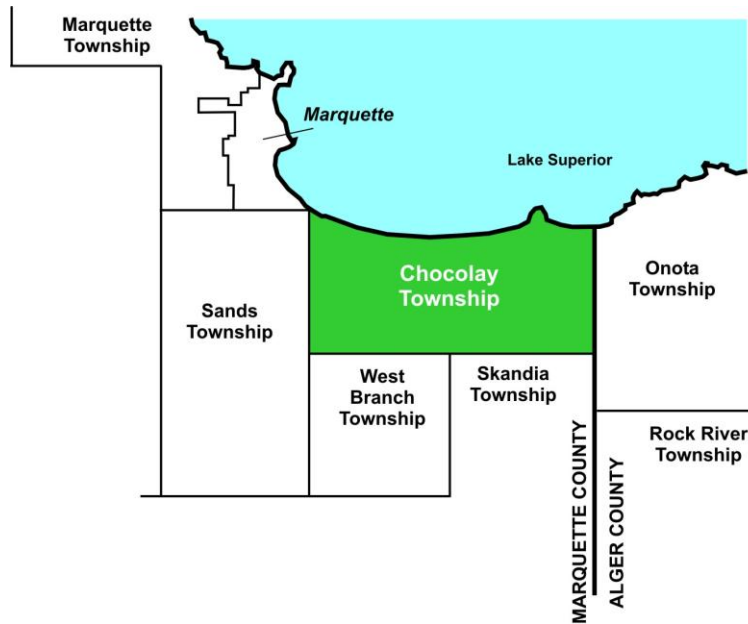 Marquette
Township
Marquette
Lake Superior
Chocolay
Township
Onota
Township
Sands
Township
West
Branch
Township
Skandia
Township
Rock River
Township
MARQUETTE COUNTY
ALGER COUNTY